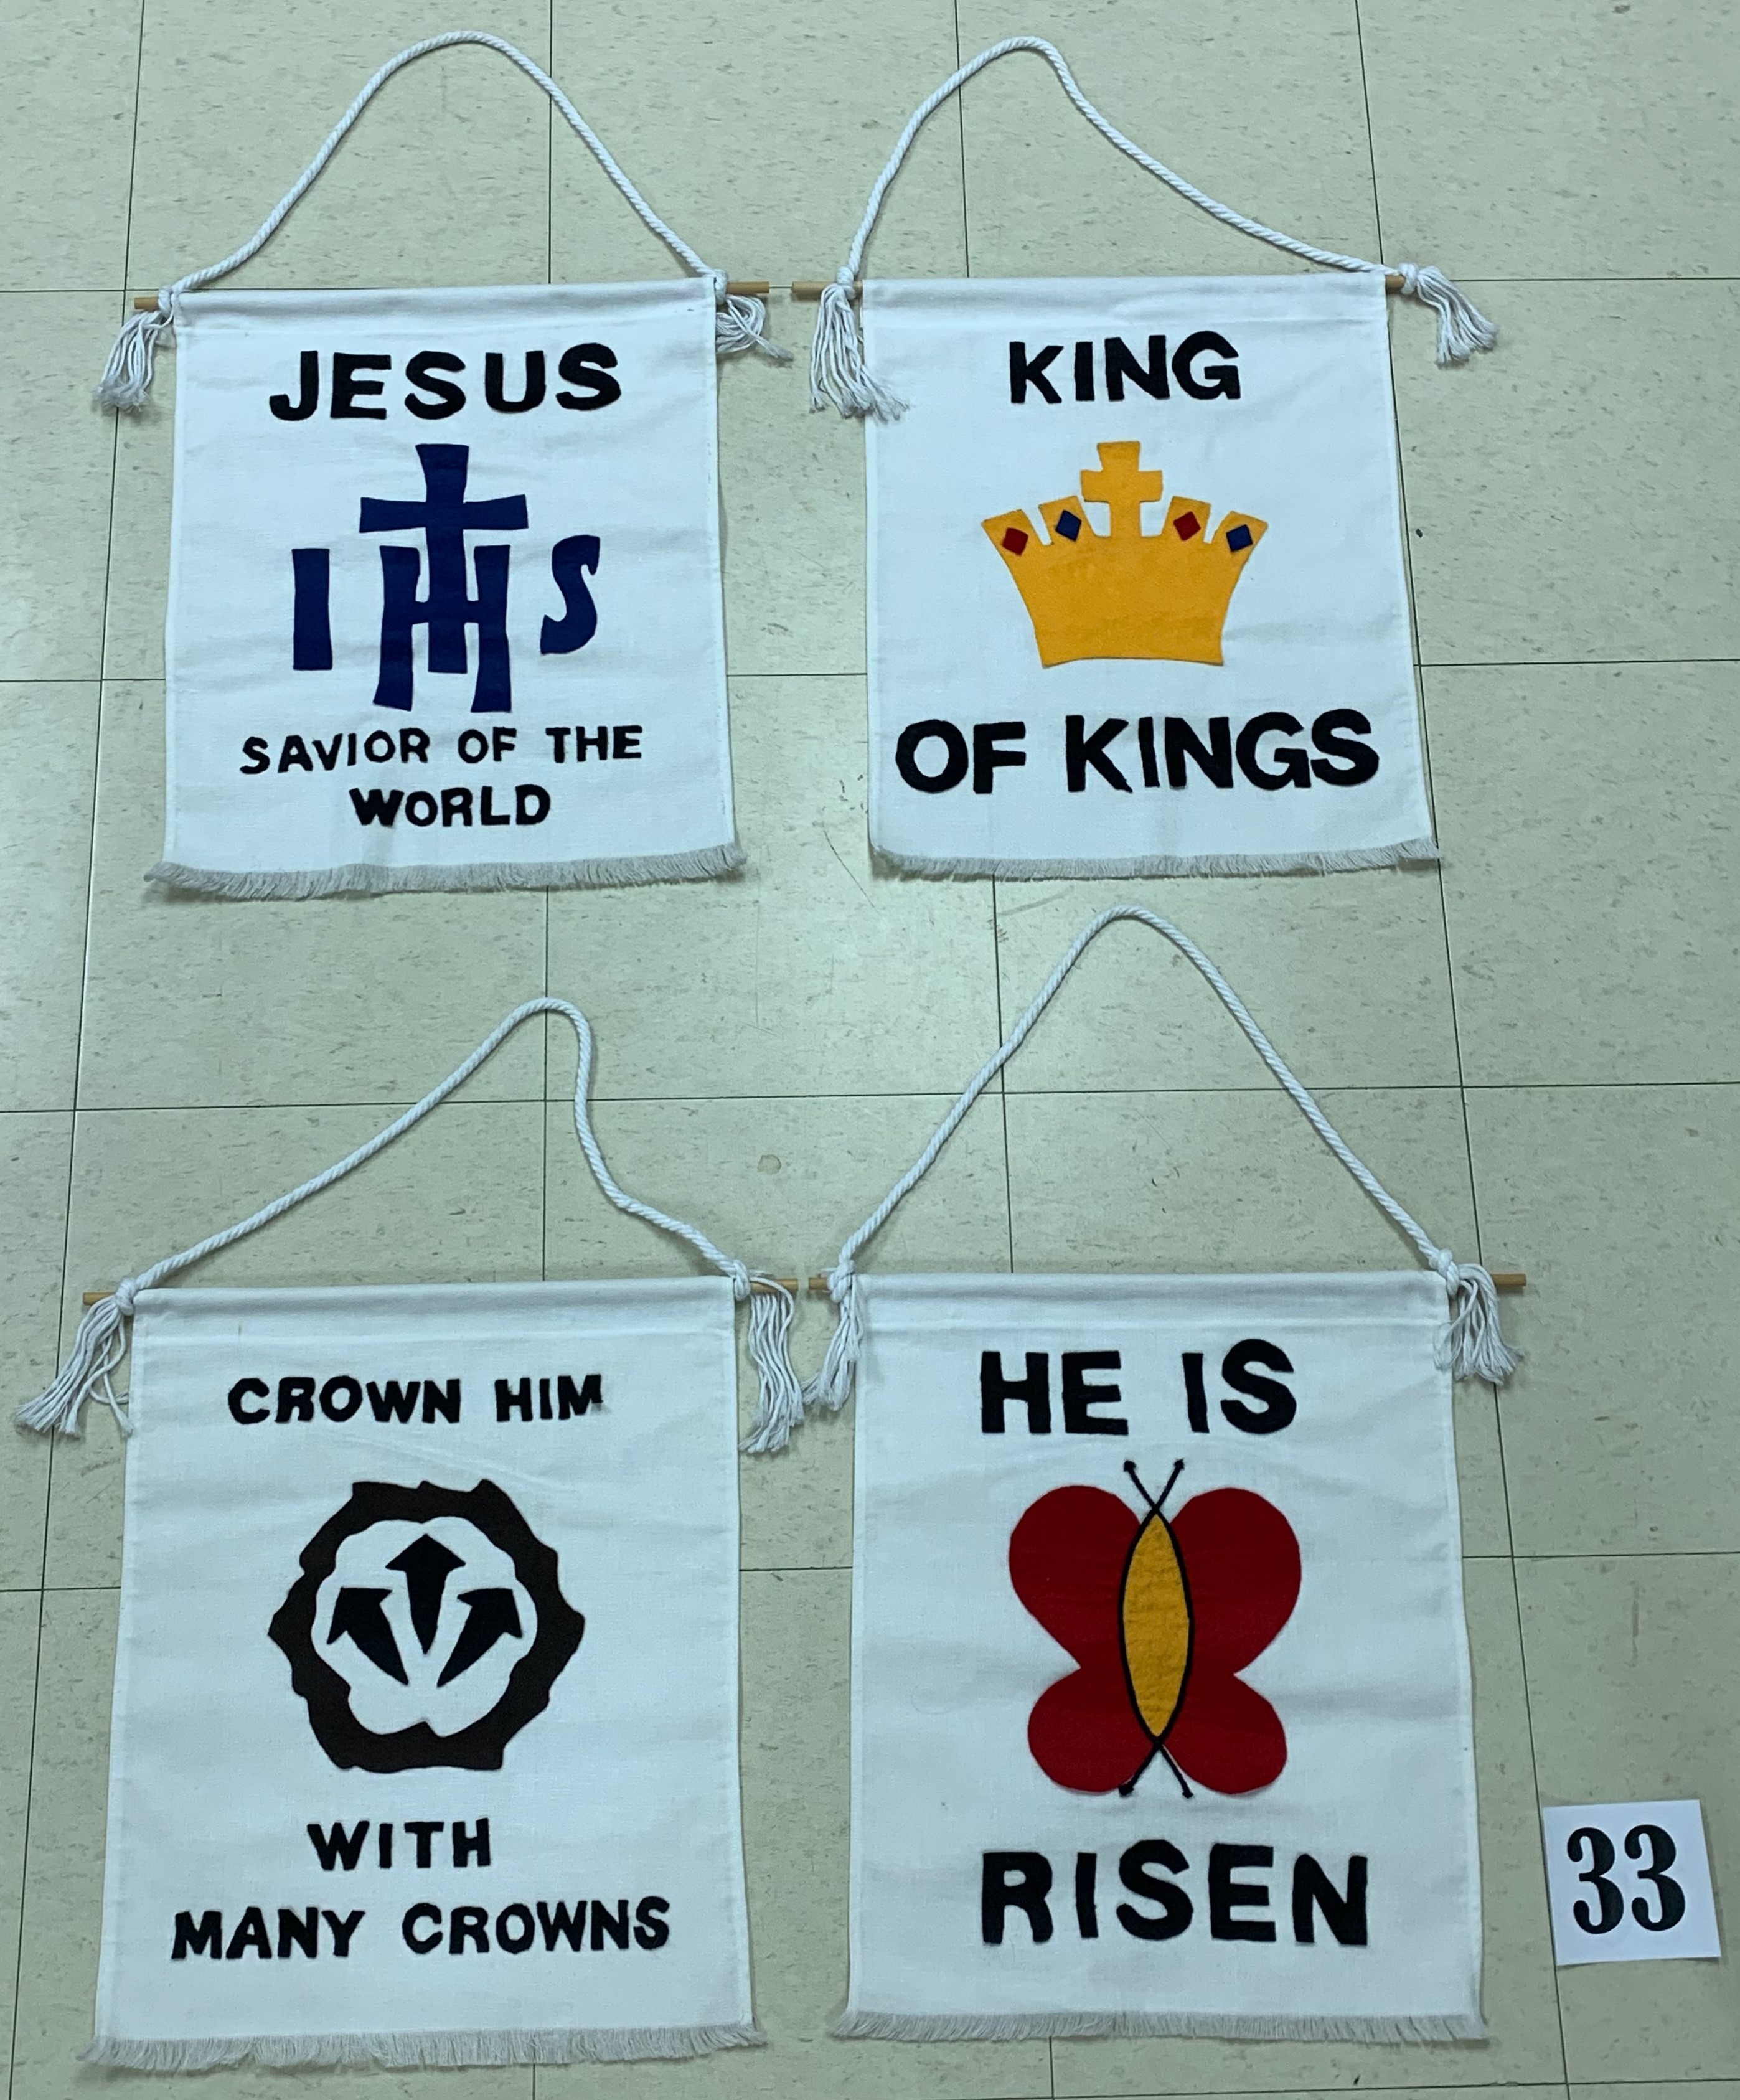 JESUS
IHS
SAVIOR OF THE
WORLD
KING
OF KINGS
CROWN HIM
WITH
MANY CROWNS
HE IS
RISEN
33